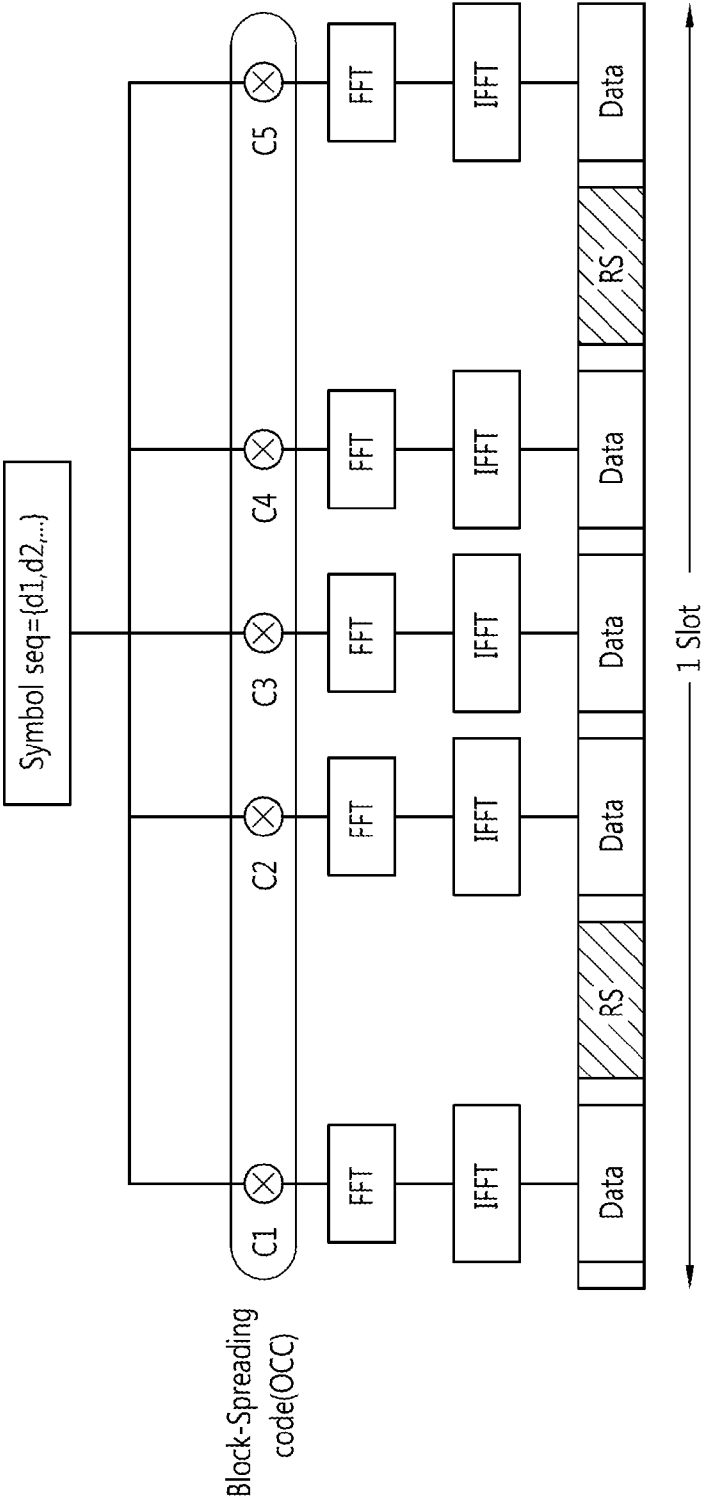 Symbol seq={d1,d2,...}
Block-Spreading
code(OCC)
C1
C2
C3
C4
C5
FFT
FFT
FFT
FFT
FFT
IFFT
IFFT
IFFT
IFFT
IFFT
Data
RS
Data
Data
Data
RS
Data
1 Slot